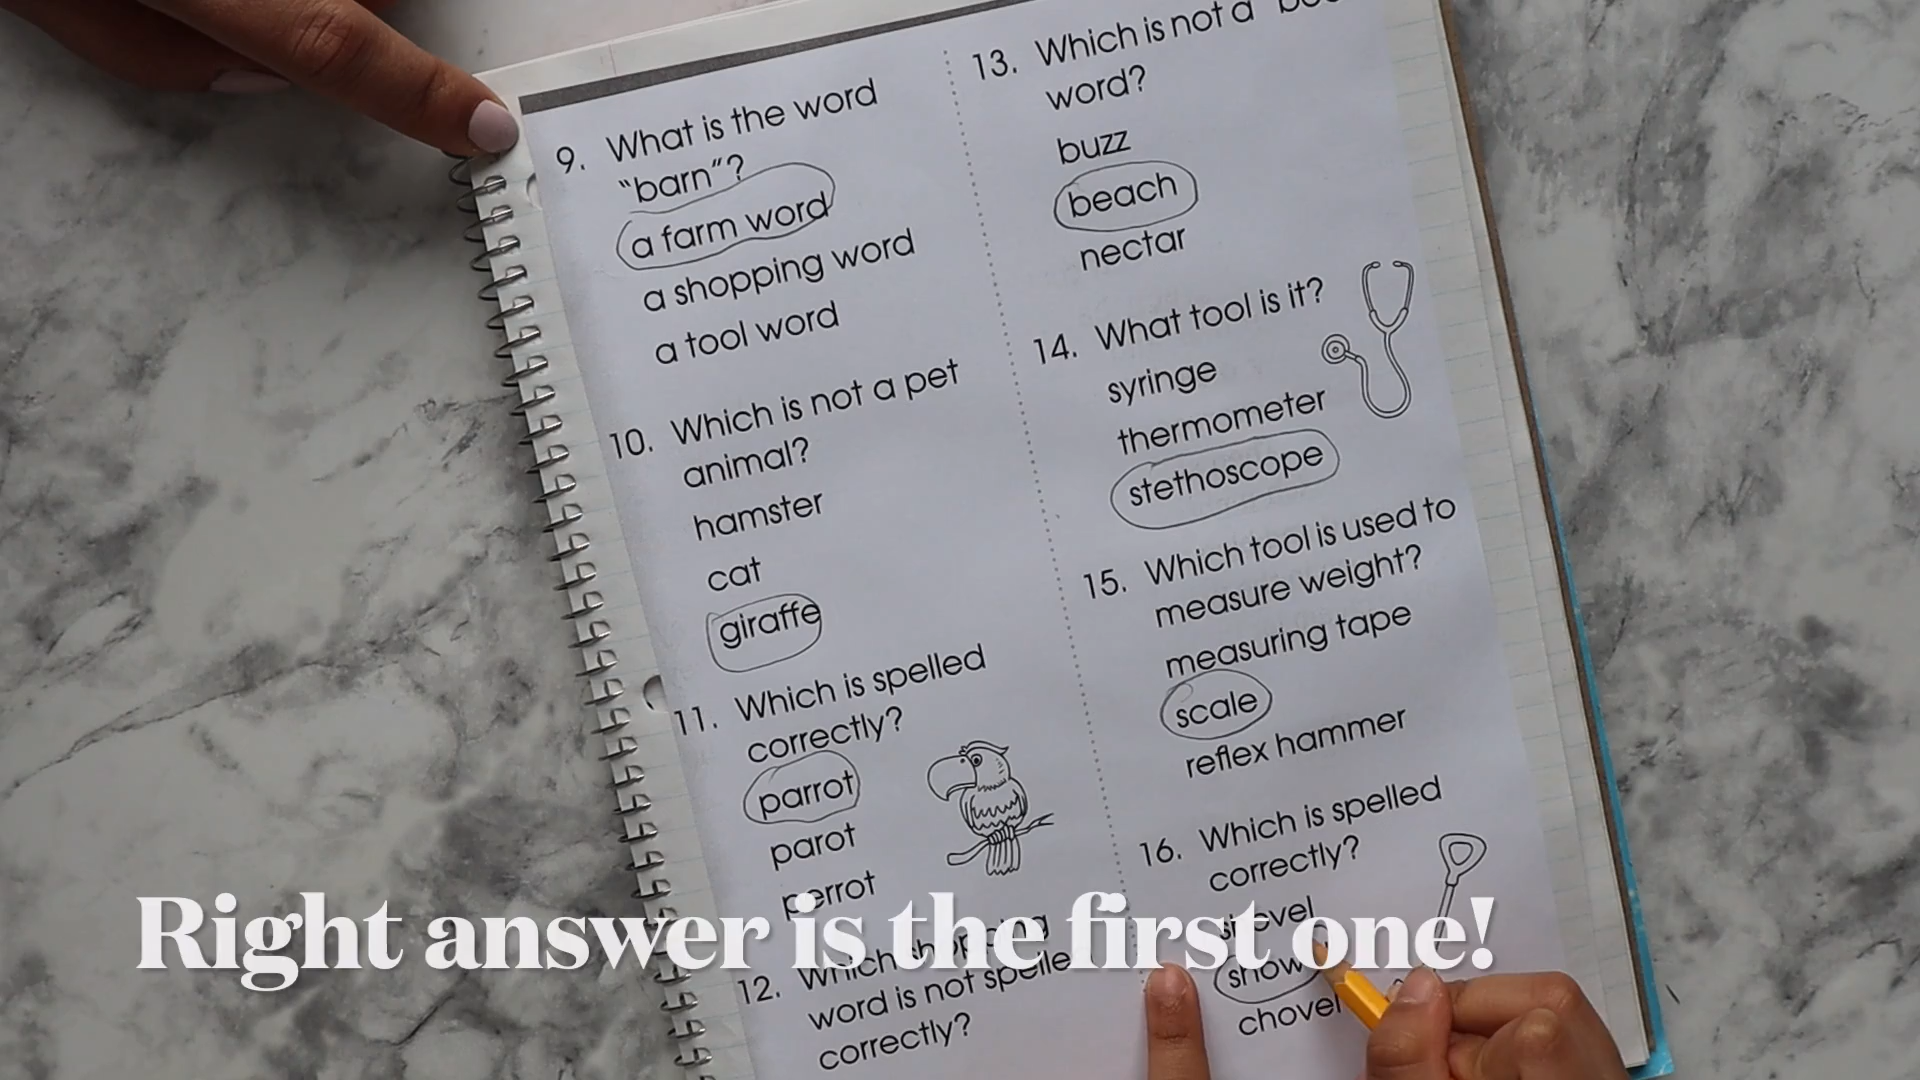 9. What is the word
"barn"?
a farm word
a shopping word
a tool word
10. Which is not a pet
animal?
hamster
cat
giraffe
11. Which is spelled
correctly?
parrot
parot
perrot
12. Which shopping
word is not spelled
correctly?
13. Which is not a
word?
buzz
beach
nectar
14. What tool is it?
syringe
thermometer
stethoscope
15. Which tool is used to
measure weight?
measuring tape
scale
reflex hammer
16. Which is spelled
correctly?
shovel
chovel
Right answer is the first one!